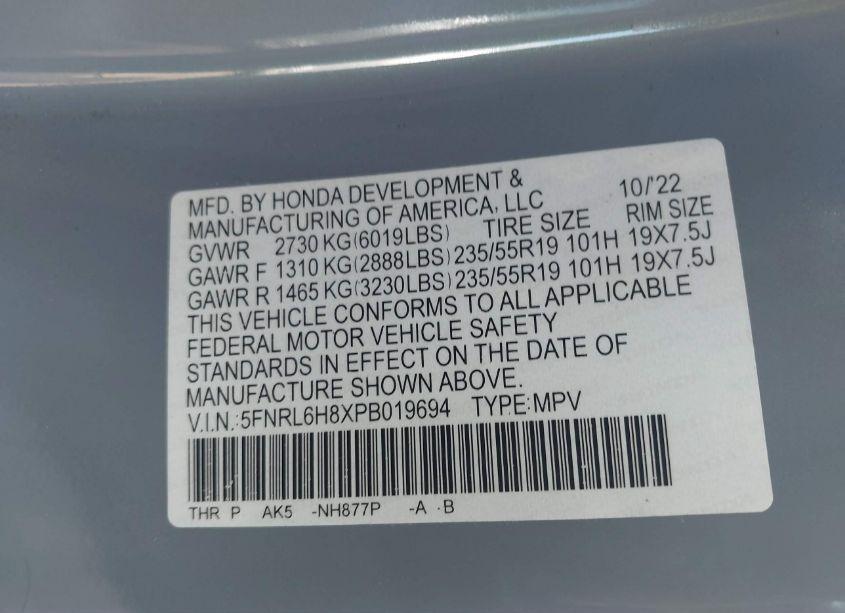 MFD. BY HONDA DEVELOPMENT & 10/'22
MANUFACTURING OF AMERICA, LLC
GVWR 2730 KG(6019LBS) TIRE SIZE RIM SIZE
GAWR F 1310 KG(2888LBS) 235/55R19 101H 19X7.5J
GAWR R 1465 KG(3230LBS) 235/55R19 101H 19X7.5J
THIS VEHICLE CONFORMS TO ALL APPLICABLE
FEDERAL MOTOR VEHICLE SAFETY
STANDARDS IN EFFECT ON THE DATE OF
MANUFACTURE SHOWN ABOVE.
V.I.N.:5FNRL6H8XPB019694 TYPE:MPV
THR P AK5 -NH877P -A -B